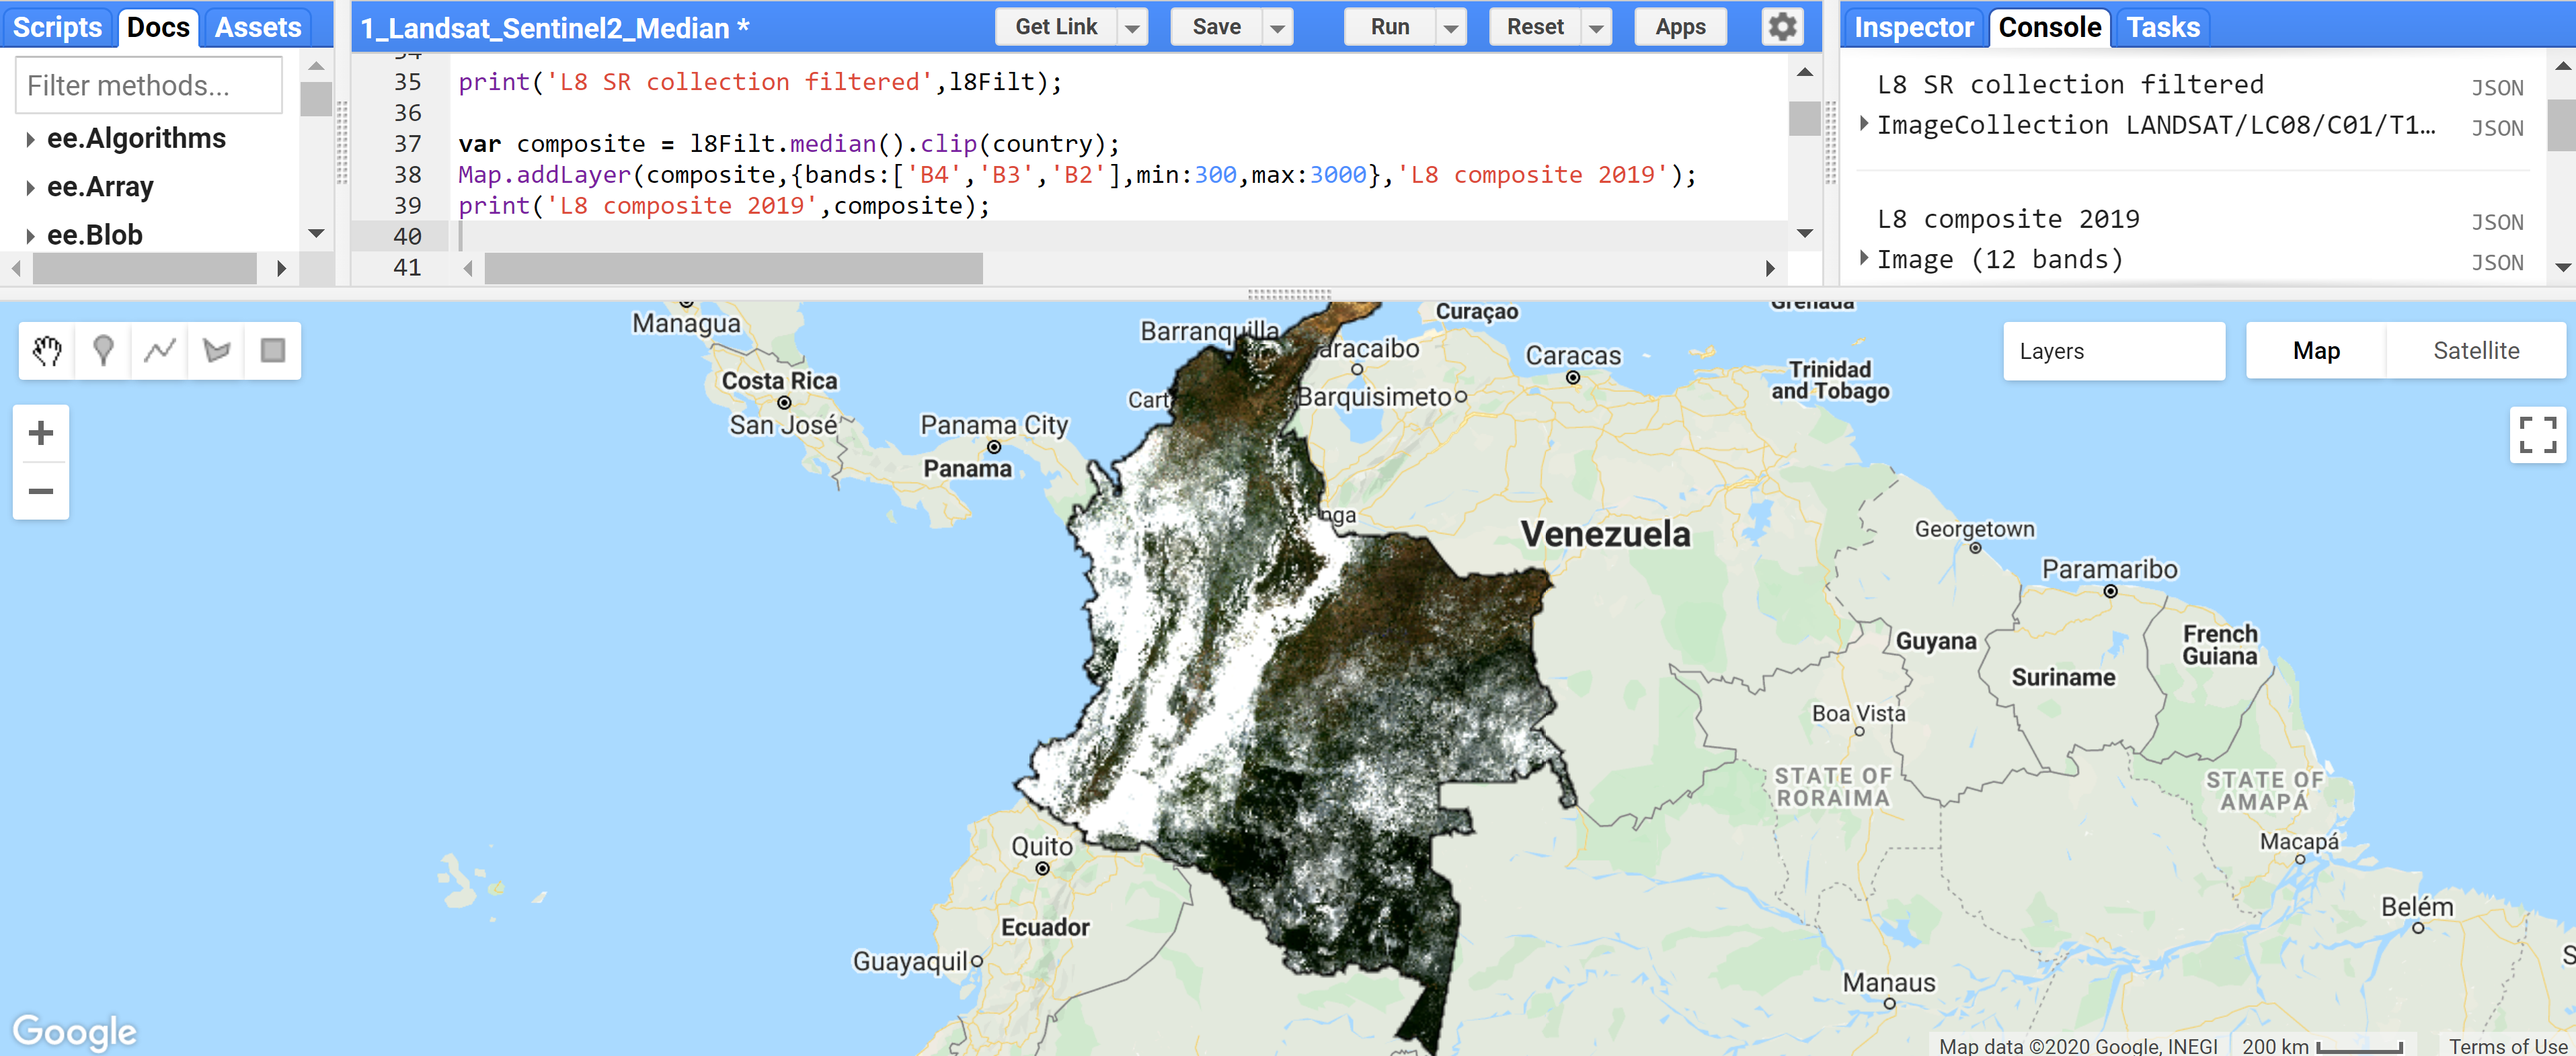 Scripts Docs Assets
Filter methods...
ee.Algorithms
ee.Array
ee.Blob
1_Landsat_Sentinel2_Median *
Get Link Save Run Reset Apps
34
35 print('L8 SR collection filtered',l8Filt);
36
37 var composite = l8Filt.median().clip(country);
38 Map.addLayer(composite,{bands:['B4','B3','B2'],min:300,max:3000},'L8 composite 2019');
39 print('L8 composite 2019',composite);
40
41
Inspector Console Tasks
L8 SR collection filtered JSON
ImageCollection LANDSAT/LC08/C01/T1… JSON
L8 composite 2019 JSON
Image (12 bands) JSON
Layers
Map Satellite
Managua
Barranquilla
Curaçao
Grenada
aracaibo
Caracas
Trinidad
and Tobago
Costa Rica
San José
Cart
Barquisimeto
Panama City
Panama
nga
Venezuela
Georgetown
Paramaribo
Guyana
Suriname
French
Guiana
Boa Vista
STATE OF
RORAIMA
STATE OF
AMAPÁ
Quito
Macapá
Ecuador
Belém
Guayaquil
Manaus
S
Google
Map data ©2020 Google, INEGI 200 km Terms of Use